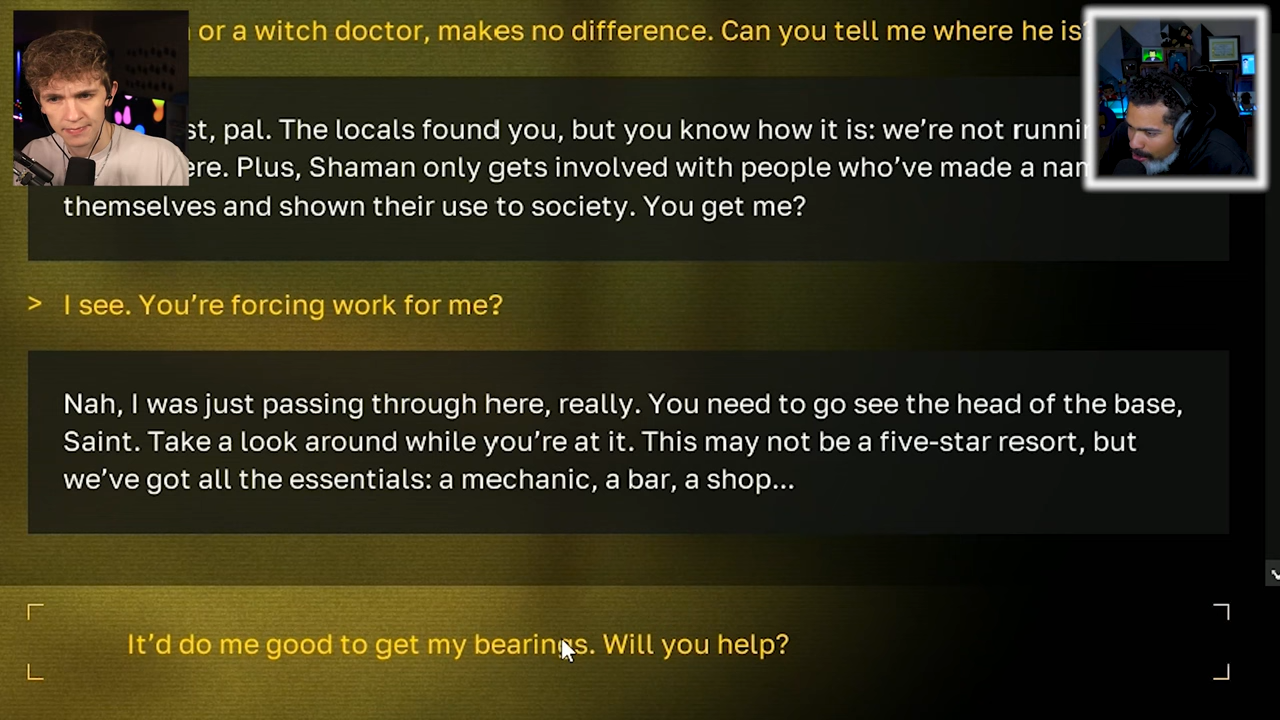 or a witch doctor, makes no difference. Can you tell me where he is?
st, pal. The locals found you, but you know how it is: we’re not
ere. Plus, Shaman only gets involved with people who’ve made a
themselves and shown their use to society. You get me?
> I see. You’re forcing work for me?
Nah, I was just passing through here, really. You need to go see the head of the base,
Saint. Take a look around while you’re at it. This may not be a five-star resort, but
we’ve got all the essentials: a mechanic, a bar, a shop...
It’d do me good to get my bearings. Will you help?